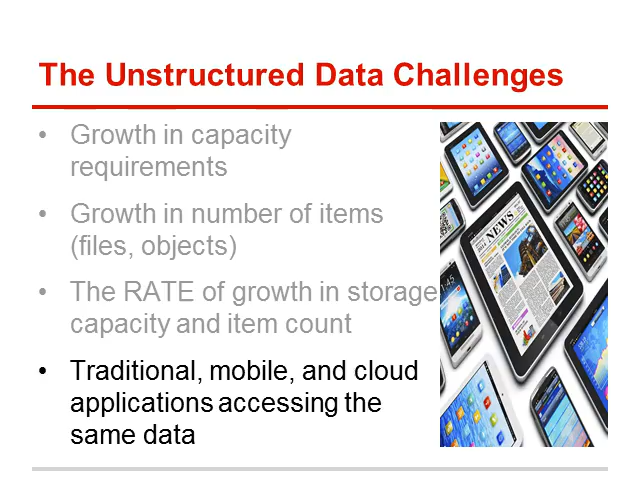 The Unstructured Data Challenges
• Growth in capacity
requirements
• Growth in number of items
(files, objects)
• The RATE of growth in storage
capacity and item count
• Traditional, mobile, and cloud
applications accessing the
same data
NEWS